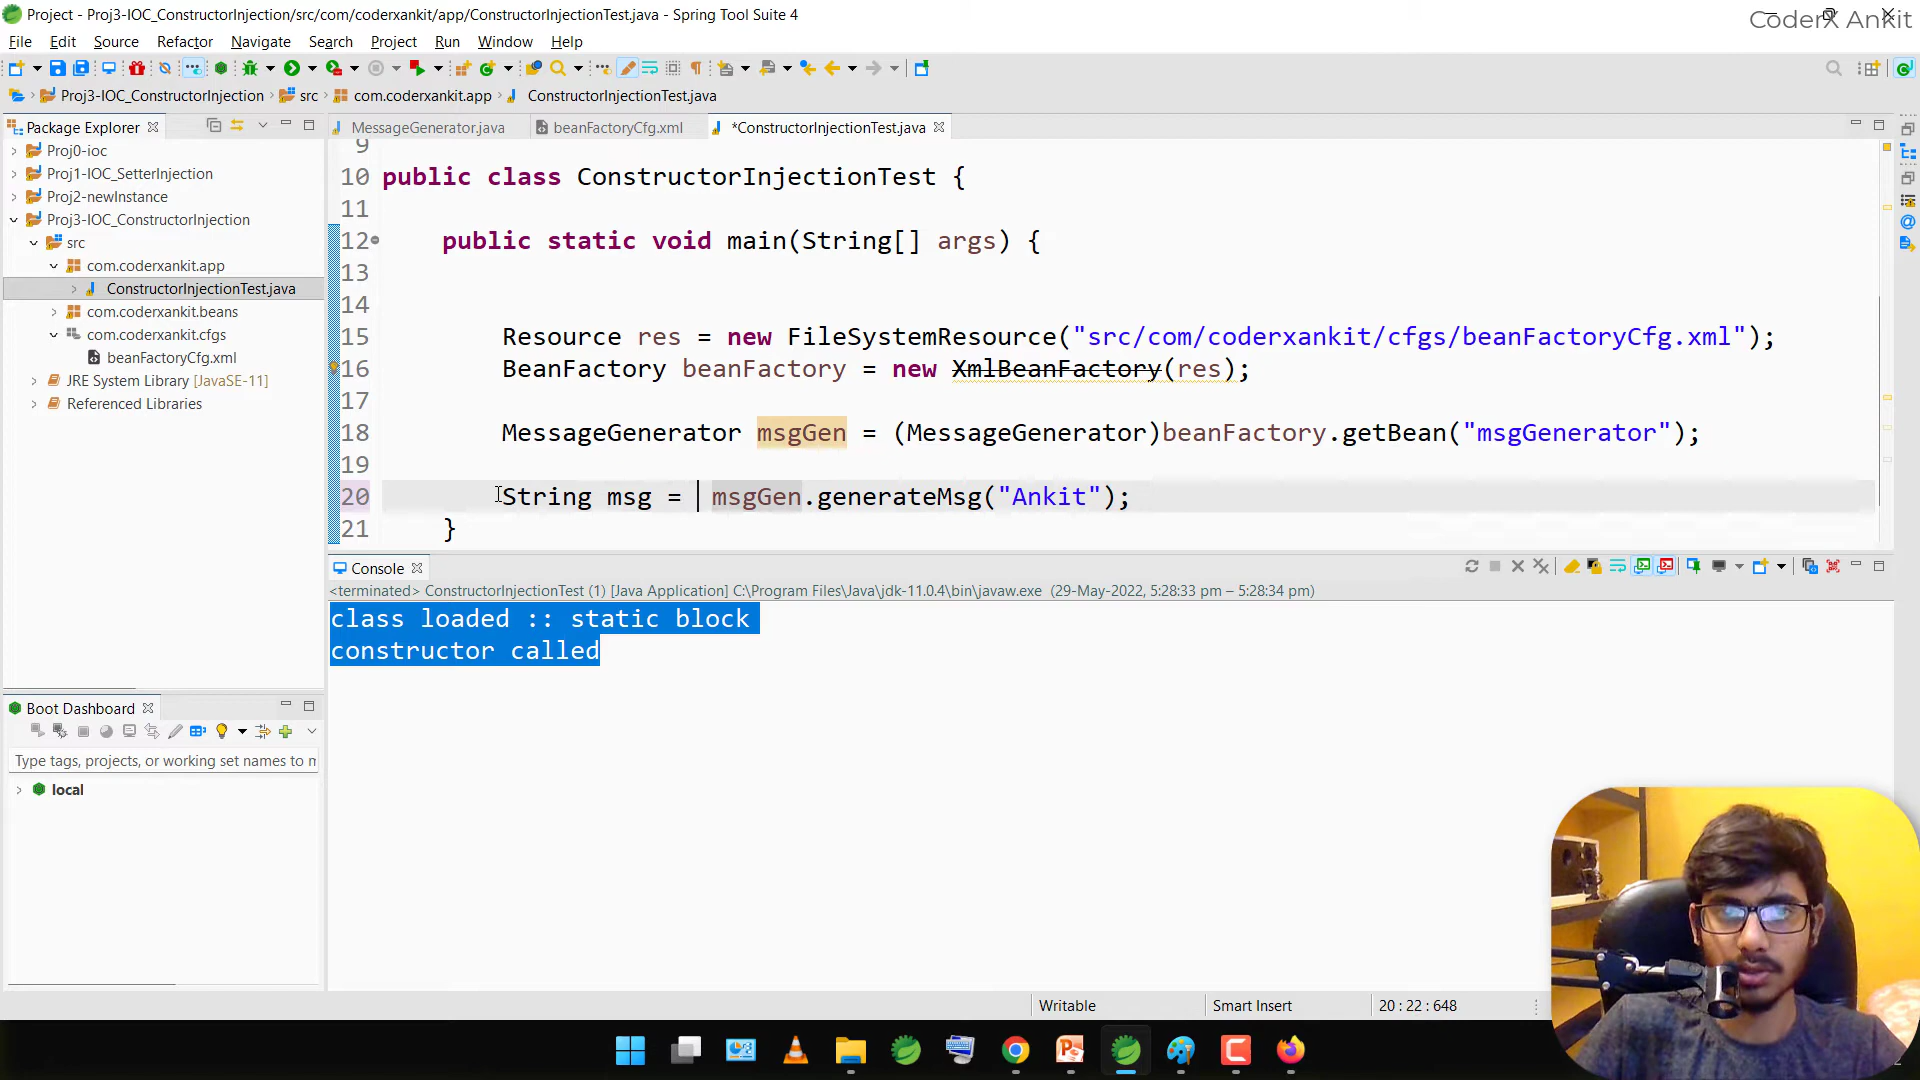 Project - Proj3-IOC_ConstructorInjection/src/com/coderxankit/app/ConstructorInjectionTest.java - Spring Tool Suite 4
CoderX Ankit
File Edit Source Refactor Navigate Search Project Run Window Help
Proj3-IOC_ConstructorInjection src com.coderxankit.app ConstructorInjectionTest.java
Package Explorer
Proj0-ioc
Proj1-IOC_SetterInjection
Proj2-newInstance
Proj3-IOC_ConstructorInjection
src
com.coderxankit.app
ConstructorInjectionTest.java
com.coderxankit.beans
com.coderxankit.cfgs
beanFactoryCfg.xml
JRE System Library [JavaSE-11]
Referenced Libraries
MessageGenerator.java beanFactoryCfg.xml *ConstructorInjectionTest.java
9
10 public class ConstructorInjectionTest {
11
12 public static void main(String[] args) {
13
14
15 Resource res = new FileSystemResource("src/com/coderxankit/cfgs/beanFactoryCfg.xml");
16 BeanFactory beanFactory = new XmlBeanFactory(res);
17
18 MessageGenerator msgGen = (MessageGenerator)beanFactory.getBean("msgGenerator");
19
20 String msg = msgGen.generateMsg("Ankit");
21 }
Console
<terminated> ConstructorInjectionTest (1) [Java Application] C:\Program Files\Java\jdk-11.0.4\bin\javaw.exe (29-May-2022, 5:28:33 pm – 5:28:34 pm)
class loaded :: static block
constructor called
Boot Dashboard
Type tags, projects, or working set names to m
local
Writable Smart Insert 20 : 22 : 648